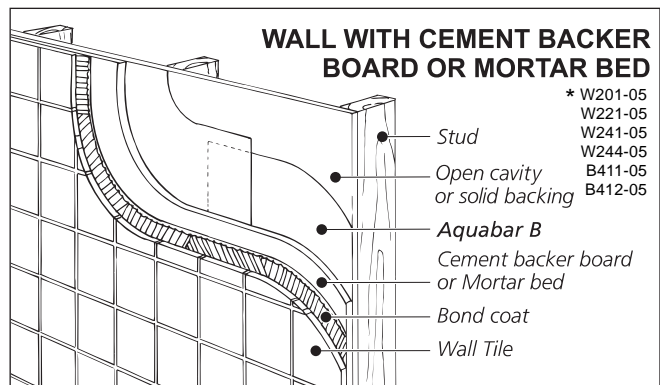 WALL WITH CEMENT BACKER
BOARD OR MORTAR BED
* W201-05
W221-05
W241-05
W244-05
B411-05
B412-05
Stud
Open cavity
or solid backing
Aquabar B
Cement backer board
or Mortar bed
Bond coat
Wall Tile